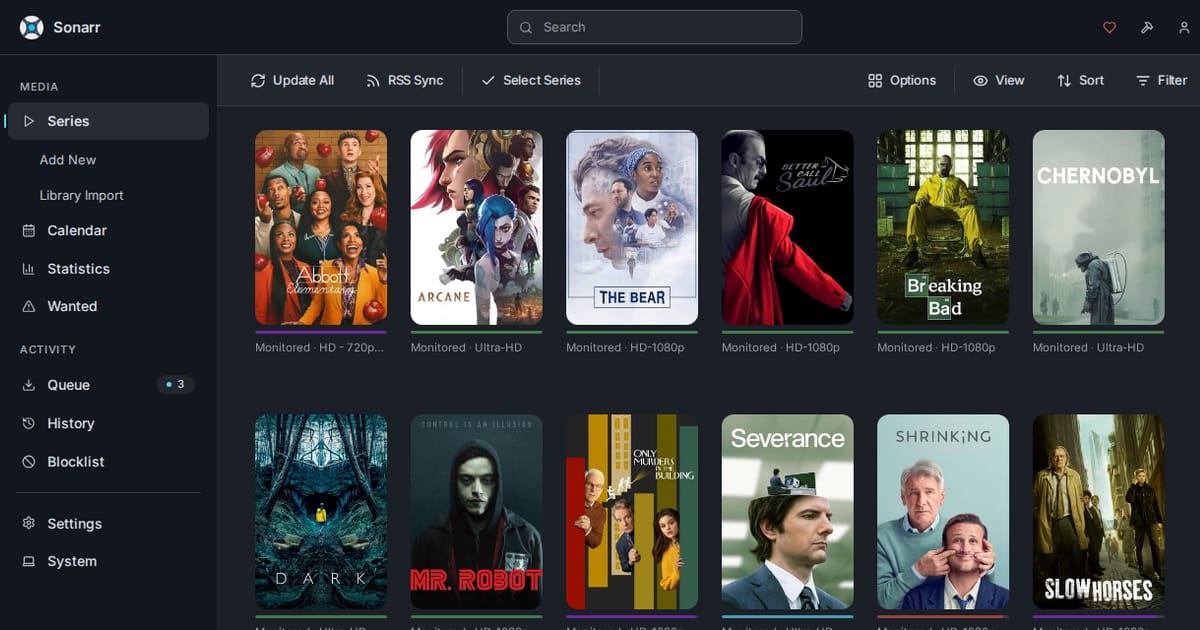 Sonarr
Search
MEDIA
Series
Add New
Library Import
Calendar
Statistics
Wanted
ACTIVITY
Queue
3
History
Blocklist
Settings
System
Update All
RSS Sync
Select Series
Options
View
Sort
Filter
Abbott
Elementary
ARCANE
THE BEAR
BETTER
CALL
Saul
Breaking
Bad
CHERNOBYL
Monitored · HD - 720p...
Monitored · Ultra-HD
Monitored · HD-1080p
Monitored · HD-1080p
Monitored · HD-1080p
Monitored · Ultra-HD
DARK
CONTROL IS AN ILLUSION
MR. ROBOT
ONLY
MURDERS
IN THE
BUILDING
Severance
SHRINKiNG
SLOW HORSES